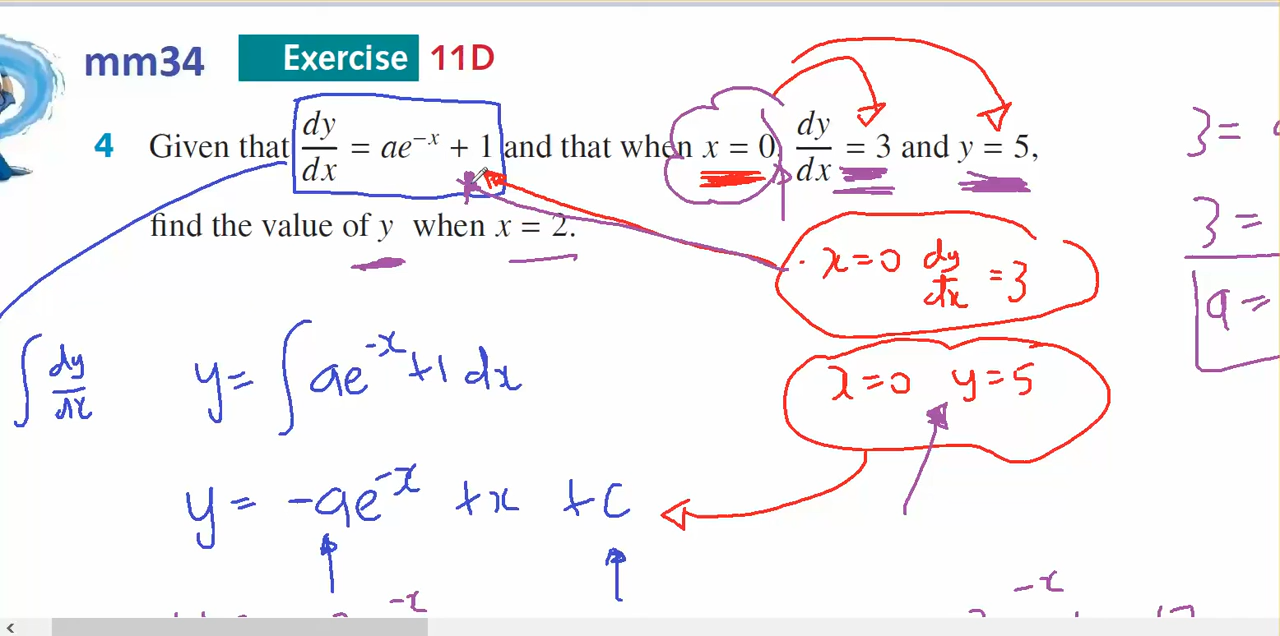 mm34 Exercise 11D
4 Given that dy/dx = ae^{-x} + 1 and that when x = 0, dy/dx = 3 and y = 5,
find the value of y when x = 2.
3 =
3 =
a =
x = 0 dy/dx = 3
x = 0 y = 5
∫ dy/dx y = ∫ ae^{-x} + 1 dx
y = -ae^{-x} + x + c
-x
-x